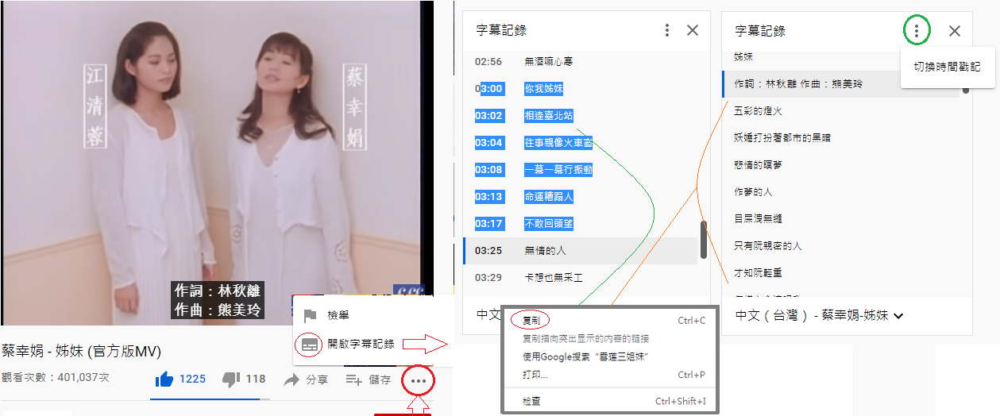 江清蓉
蔡幸娟
作詞：林秋離
作曲：熊美玲
檢舉
開啟字幕記錄
蔡幸娟 - 姊妹 (官方版MV)
觀看次數：401,037次
1225
118
分享
儲存
字幕記錄
02:56 無酒嘛心茫
03:00 你我姊妹
03:02 相逢臺北站
03:04 往事親像火車窗
03:08 一幕一幕行振動
03:13 命運糟蹋人
03:17 不敢回頭望
03:25 無情的人
03:29 卡想也無采工
中文
复制 Ctrl+C
复制指向突出显示的内容的链接
使用Google搜索“霧蓮三姐妹”
打印... Ctrl+P
检查 Ctrl+Shift+I
字幕記錄
切換時間戳記
姊妹
作詞：林秋離 作曲：熊美玲
五彩的燈火
妖嬌打扮著都市的黑暗
悲情的眠夢
作夢的人
目屎洩無縫
只有阮親密的人
才知阮輕重
中文（台灣） - 蔡幸娟-姊妹